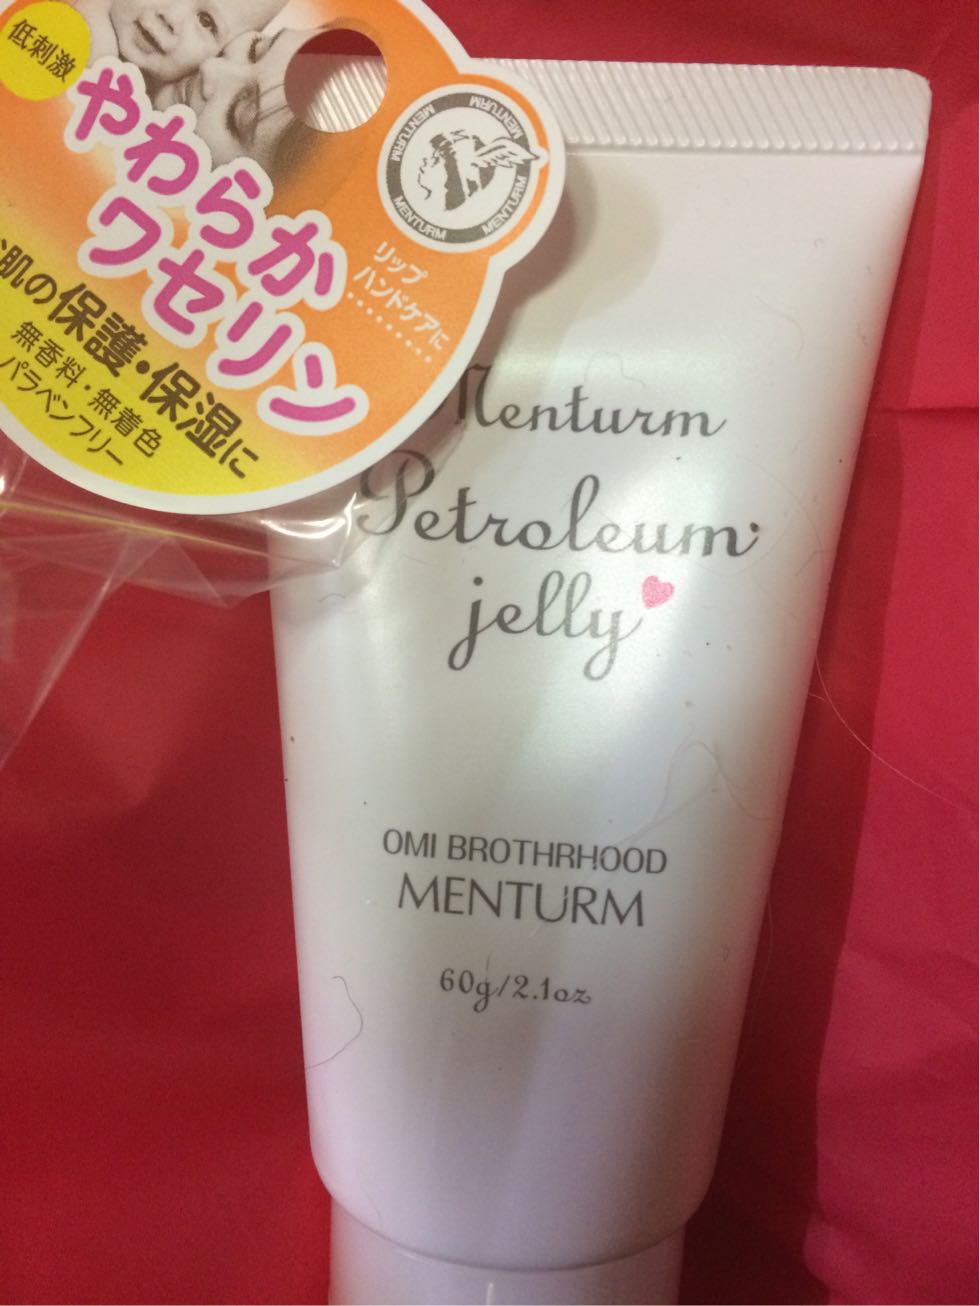 低刺激
やわらか
ワセリン
MENTURM
MENTURM
MENTURM
MENTURM
リップ
ハンドケアに
肌の保護・保湿に
無香料・無着色
パラベンフリー
Menturm
Petroleum
jelly
OMI BROTHRHOOD
MENTURM
60g/2.1oz